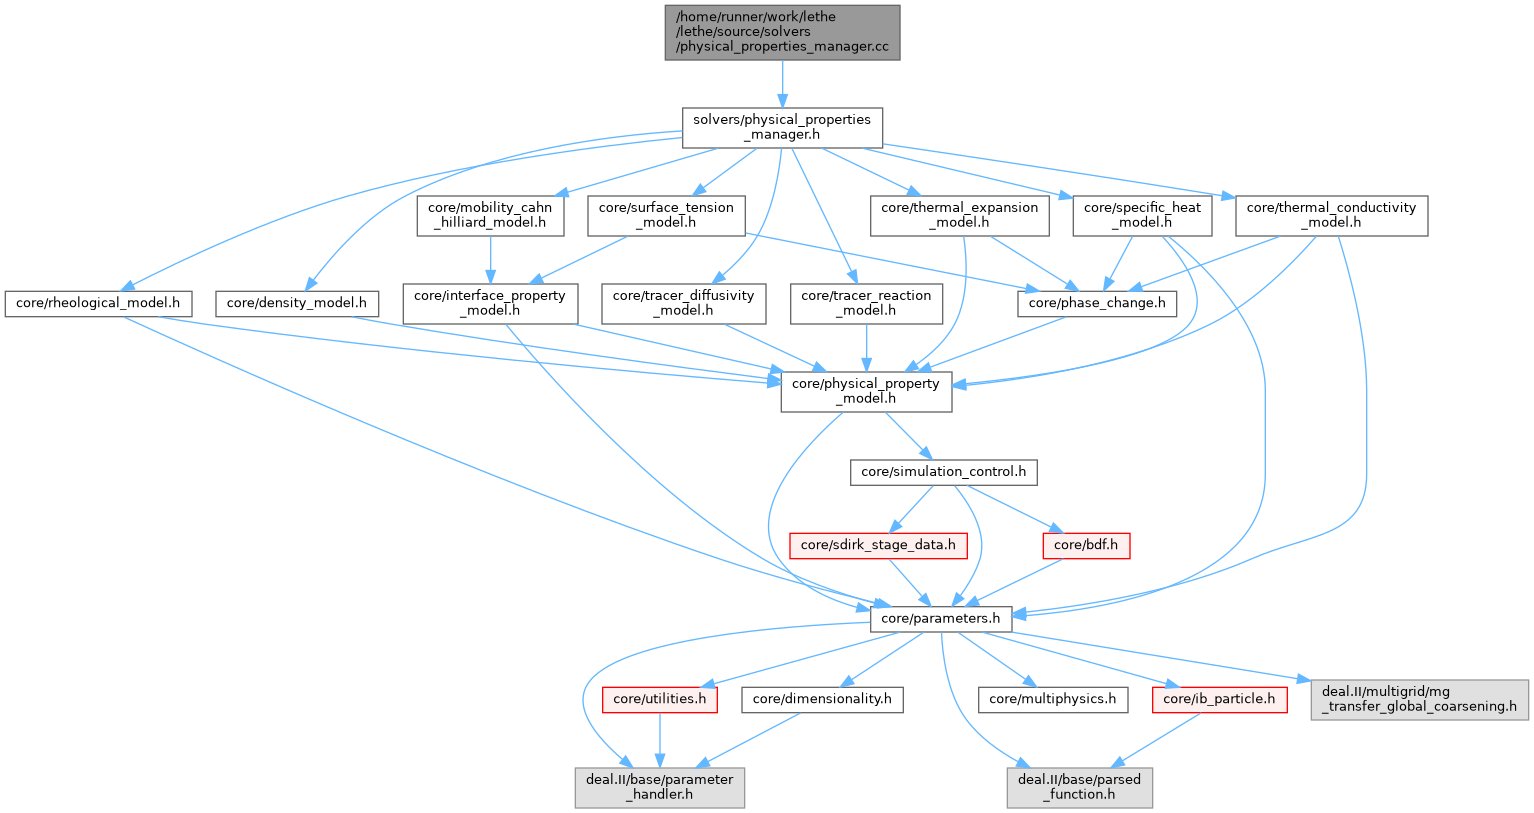 /home/runner/work/lethe
/lethe/source/solvers
/physical_properties_manager.cc
solvers/physical_properties
_manager.h
core/mobility_cahn
_hilliard_model.h
core/surface_tension
_model.h
core/thermal_expansion
_model.h
core/specific_heat
_model.h
core/thermal_conductivity
_model.h
core/rheological_model.h
core/density_model.h
core/interface_property
_model.h
core/tracer_diffusivity
_model.h
core/tracer_reaction
_model.h
core/phase_change.h
core/physical_property
_model.h
core/simulation_control.h
core/sdirk_stage_data.h
core/bdf.h
core/parameters.h
core/utilities.h
core/dimensionality.h
core/multiphysics.h
core/ib_particle.h
deal.II/multigrid/mg
_transfer_global_coarsening.h
deal.II/base/parameter
_handler.h
deal.II/base/parsed
_function.h